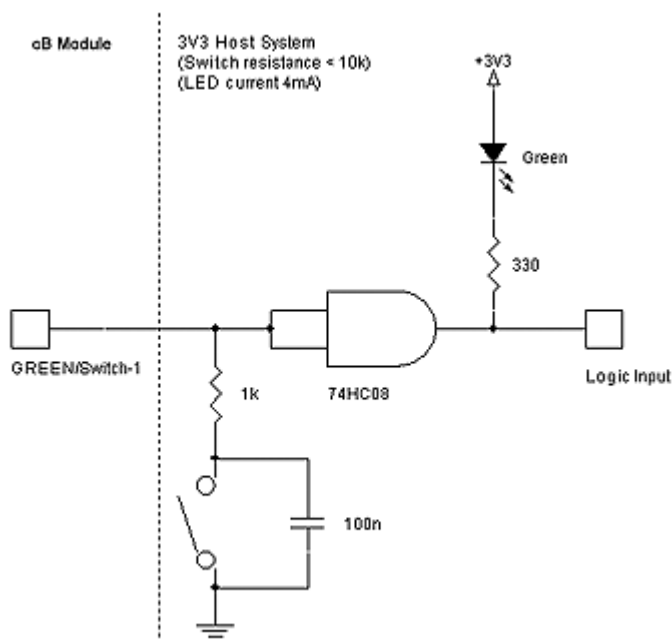 cB Module
3V3 Host System
(Switch resistance < 10k)
(LED current 4mA)
+3V3
Green
330
GREEN/Switch-1
1k
74HC08
Logic Input
100n